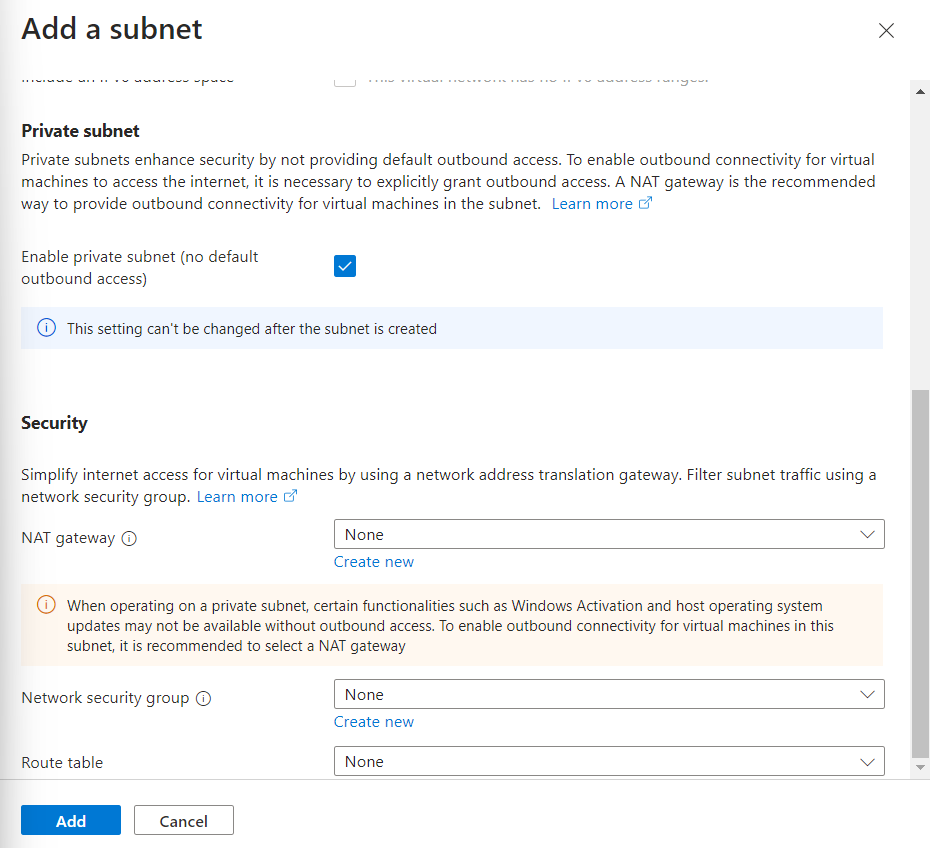 Add a subnet
Private subnet
Private subnets enhance security by not providing default outbound access. To enable outbound connectivity for virtual
machines to access the internet, it is necessary to explicitly grant outbound access. A NAT gateway is the recommended
way to provide outbound connectivity for virtual machines in the subnet. Learn more
Enable private subnet (no default
outbound access)
This setting can't be changed after the subnet is created
Security
Simplify internet access for virtual machines by using a network address translation gateway. Filter subnet traffic using a
network security group. Learn more
NAT gateway
None
Create new
When operating on a private subnet, certain functionalities such as Windows Activation and host operating system
updates may not be available without outbound access. To enable outbound connectivity for virtual machines in this
subnet, it is recommended to select a NAT gateway
Network security group
None
Create new
Route table
None
Add
Cancel